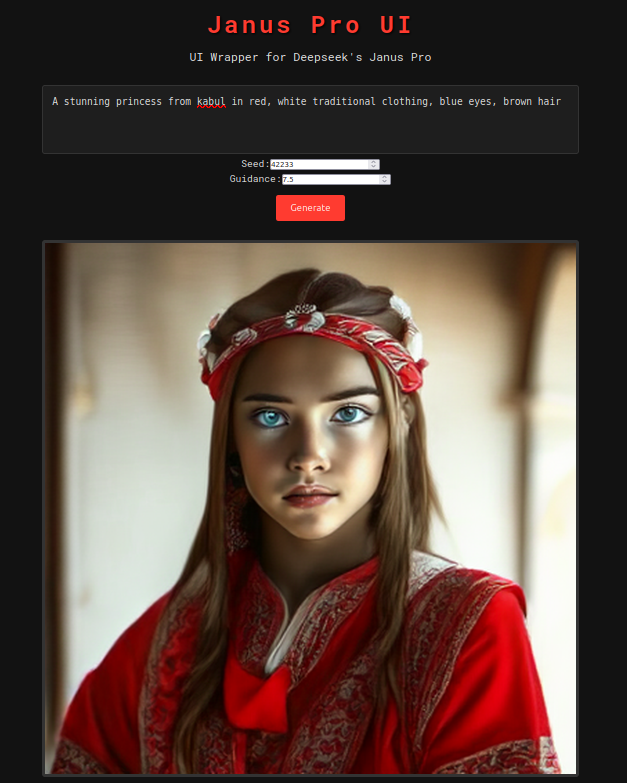 Janus Pro UI
UI Wrapper for Deepseek's Janus Pro
A stunning princess from kabul in red, white traditional clothing, blue eyes, brown hair
Seed: 42233
Guidance: 7.5
Generate